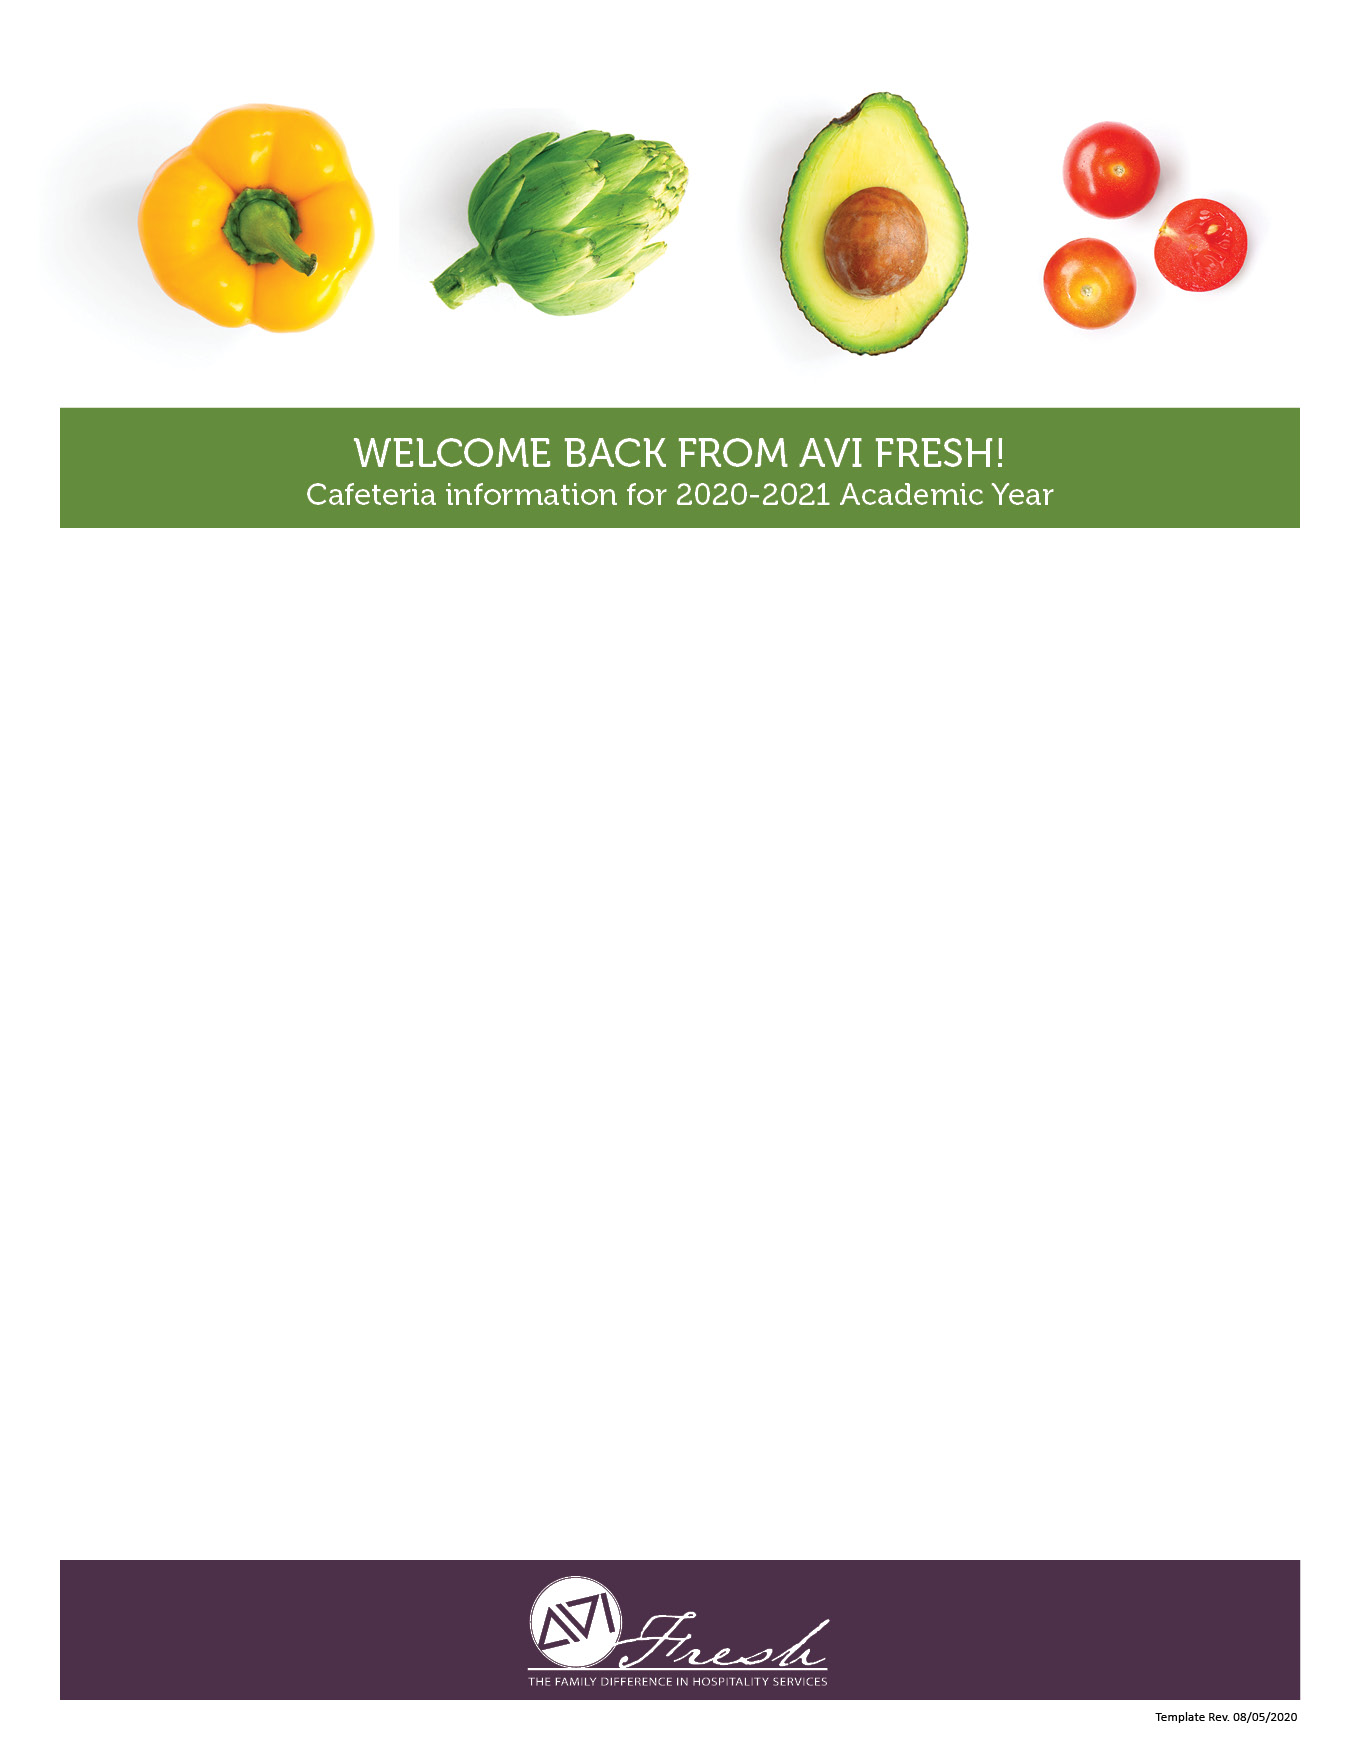 WELCOME BACK FROM AVI FRESH!
Cafeteria information for 2020-2021 Academic Year
AVI Fresh
THE FAMILY DIFFERENCE IN HOSPITALITY SERVICES
Template Rev. 08/05/2020